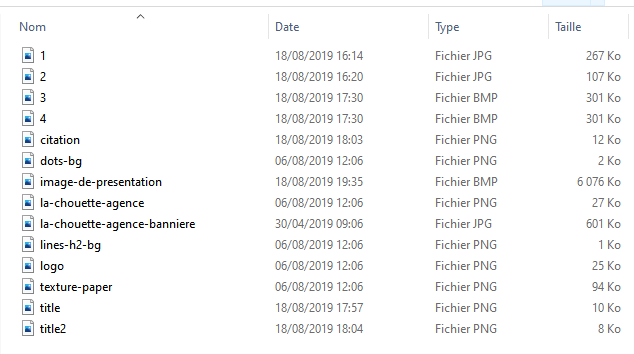 Nom Date Type Taille
1 18/08/2019 16:14 Fichier JPG 267 Ko
2 18/08/2019 16:20 Fichier JPG 107 Ko
3 18/08/2019 17:30 Fichier BMP 301 Ko
4 18/08/2019 17:30 Fichier BMP 301 Ko
citation 18/08/2019 18:03 Fichier PNG 12 Ko
dots-bg 06/08/2019 12:06 Fichier PNG 2 Ko
image-de-presentation 18/08/2019 19:35 Fichier BMP 6 076 Ko
la-chouette-agence 06/08/2019 12:06 Fichier PNG 27 Ko
la-chouette-agence-banniere 30/04/2019 09:06 Fichier JPG 601 Ko
lines-h2-bg 06/08/2019 12:06 Fichier PNG 1 Ko
logo 06/08/2019 12:06 Fichier PNG 25 Ko
texture-paper 06/08/2019 12:06 Fichier PNG 94 Ko
title 18/08/2019 17:57 Fichier PNG 10 Ko
title2 18/08/2019 18:04 Fichier PNG 8 Ko